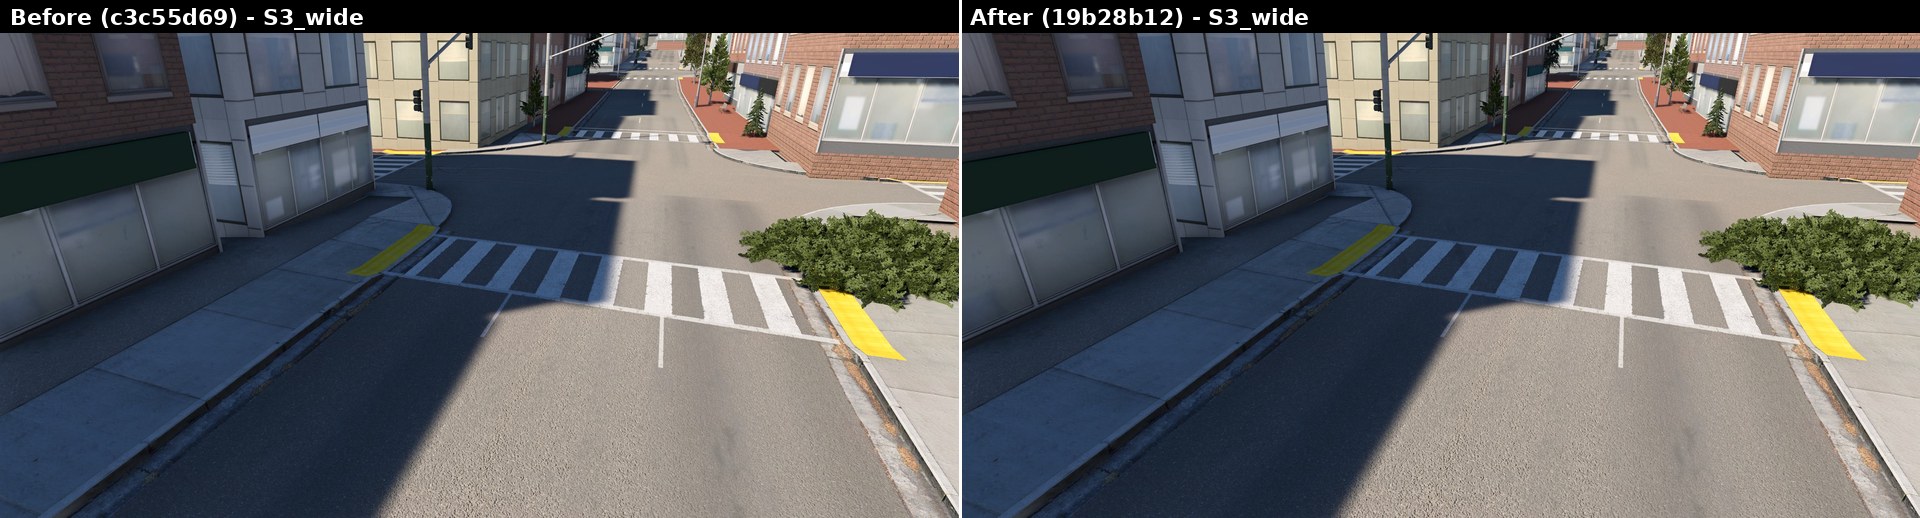 Before (c3c55d69) - S3_wide
After (19b28b12) - S3_wide